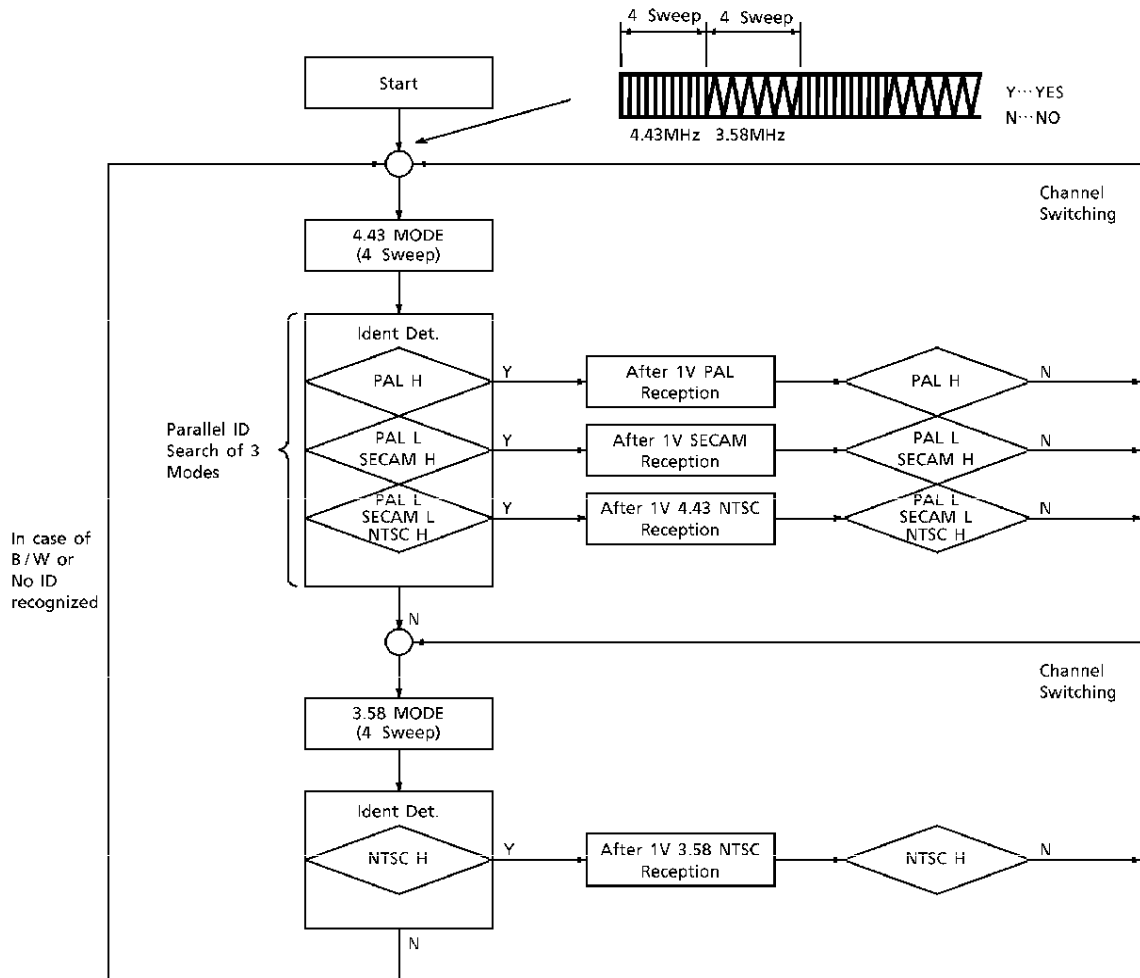 4 Sweep 4 Sweep
Start
Y···YES
N···NO
4.43MHz 3.58MHz
Channel
Switching
4.43 MODE
(4 Sweep)
Ident Det.
PAL H
Y
After 1V PAL
Reception
PAL H
N
Parallel ID
Search of 3
Modes
PAL L
SECAM H
Y
After 1V SECAM
Reception
PAL L
SECAM H
N
PAL L
SECAM L
NTSC H
Y
After 1V 4.43 NTSC
Reception
PAL L
SECAM L
NTSC H
N
In case of
B/W or
No ID
recognized
N
Channel
Switching
3.58 MODE
(4 Sweep)
Ident Det.
NTSC H
Y
After 1V 3.58 NTSC
Reception
NTSC H
N
N